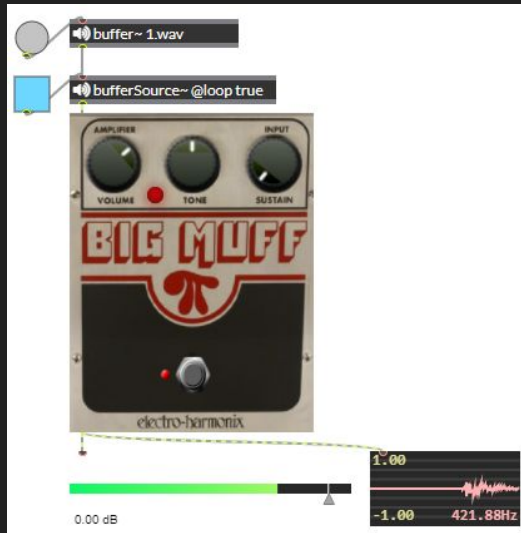 buffer~ 1.wav
bufferSource~ @loop true
AMPLIFIER
INPUT
VOLUME
TONE
SUSTAIN
BIG MUFF
π
electro-harmonix
1.00
-1.00
421.88Hz
0.00 dB